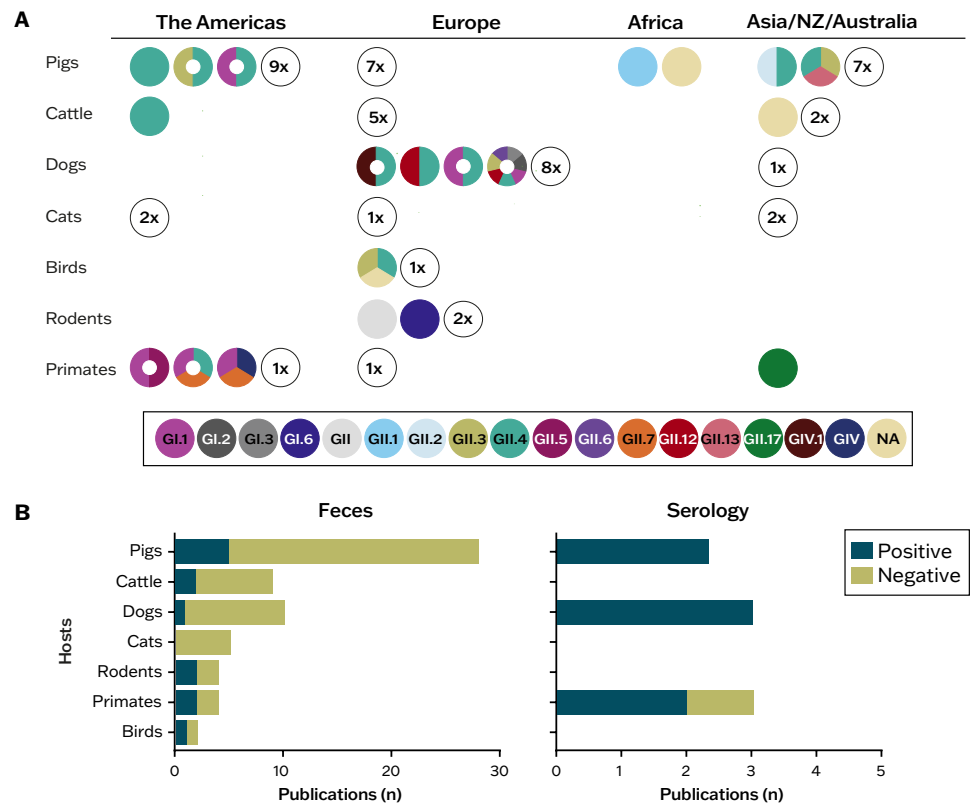 A
The Americas Europe Africa Asia/NZ/Australia
Pigs 9x 7x 7x
Cattle 5x 2x
Dogs 8x 1x
Cats 2x 1x 2x
Birds 1x
Rodents 2x
Primates 1x 1x
GI.1 GI.2 GI.3 GI.6 GII GII.1 GII.2 GII.3 GII.4 GII.5 GII.6 GII.7 GII.12 GII.13 GII.17 GIV.1 GIV NA
B
Feces Serology
Positive
Negative
Hosts
Pigs
Cattle
Dogs
Cats
Rodents
Primates
Birds
0 10 20 30 0 1 2 3 4 5
Publications (n) Publications (n)